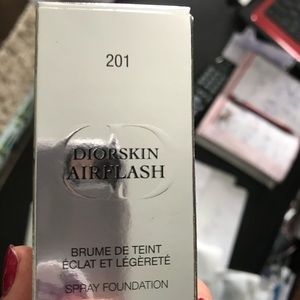 201
DIORSKIN
AIRFLASH
BRUME DE TEINT
ÉCLAT ET LÉGÈRETÉ
SPRAY FOUNDATION